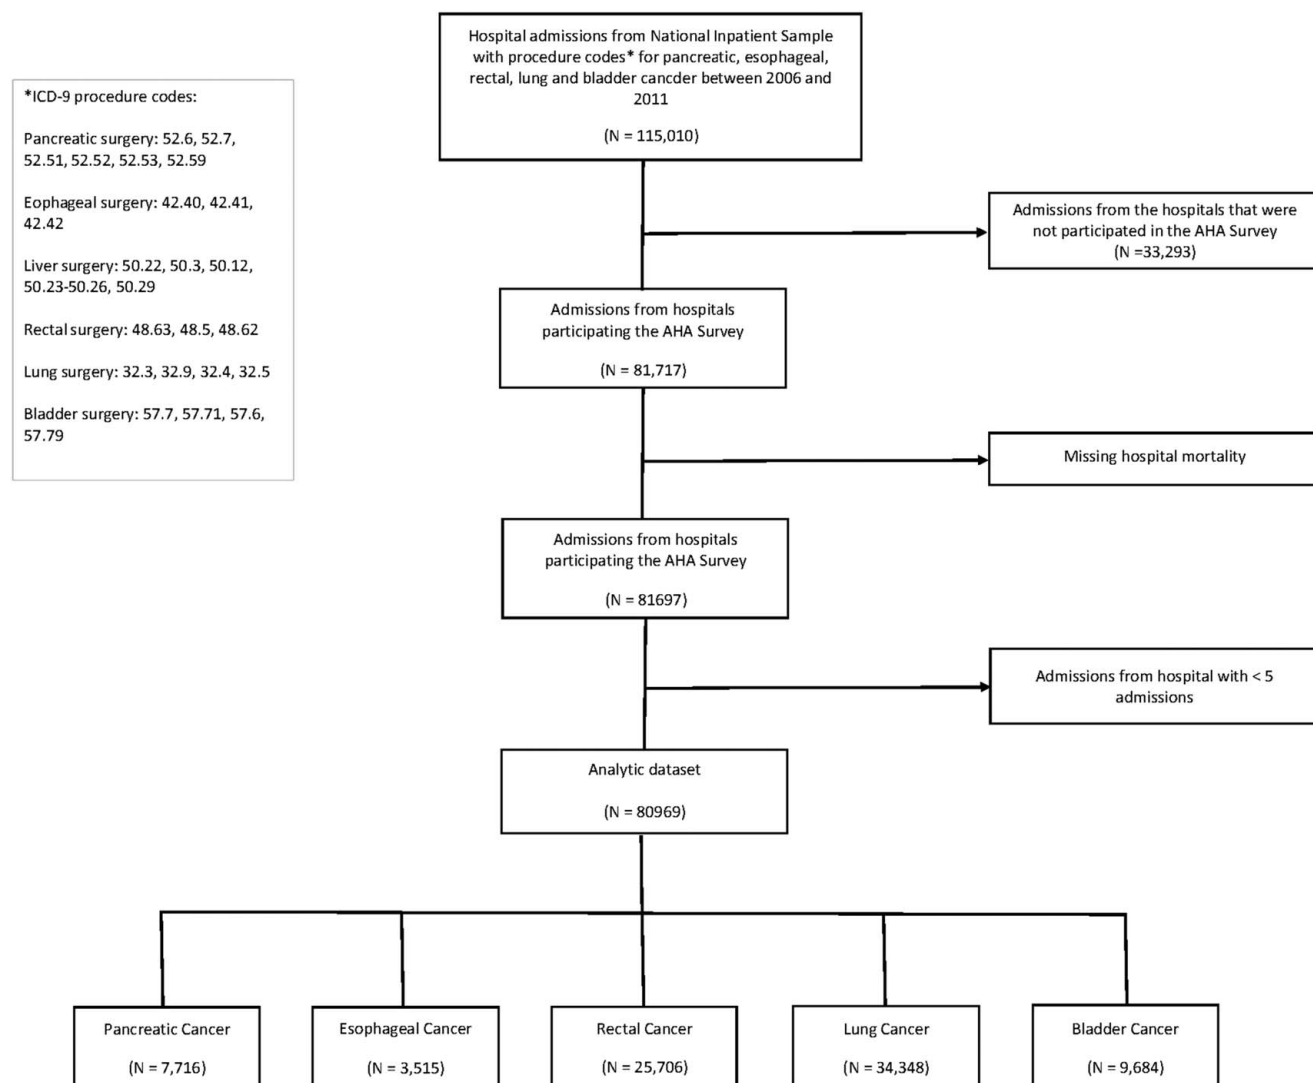 Hospital admissions from National Inpatient Sample
with procedure codes* for pancreatic, esophageal,
rectal, lung and bladder cancder between 2006 and
2011
(N = 115,010)
*ICD-9 procedure codes:
Pancreatic surgery: 52.6, 52.7,
52.51, 52.52, 52.53, 52.59
Eophageal surgery: 42.40, 42.41,
42.42
Liver surgery: 50.22, 50.3, 50.12,
50.23-50.26, 50.29
Rectal surgery: 48.63, 48.5, 48.62
Lung surgery: 32.3, 32.9, 32.4, 32.5
Bladder surgery: 57.7, 57.71, 57.6,
57.79
Admissions from the hospitals that were
not participated in the AHA Survey
(N =33,293)
Admissions from hospitals
participating the AHA Survey
(N = 81,717)
Missing hospital mortality
Admissions from hospitals
participating the AHA Survey
(N = 81697)
Admissions from hospital with < 5
admissions
Analytic dataset
(N = 80969)
Pancreatic Cancer
(N = 7,716)
Esophageal Cancer
(N = 3,515)
Rectal Cancer
(N = 25,706)
Lung Cancer
(N = 34,348)
Bladder Cancer
(N = 9,684)